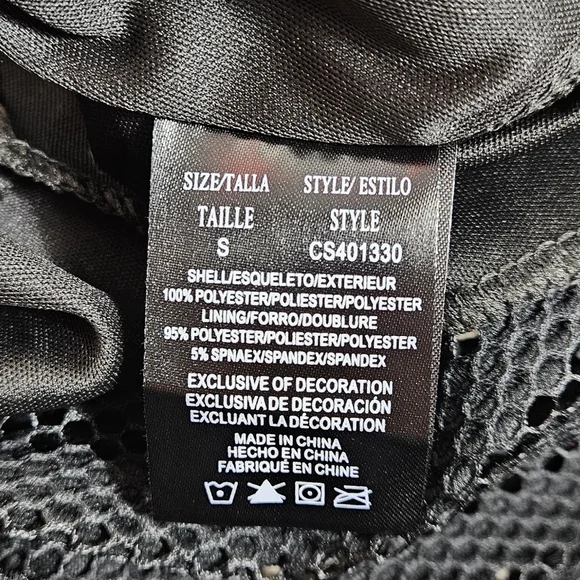 SIZE/TALLA STYLE/ ESTILO
TAILLE STYLE
S CS401330
SHELL/ESQUELETO/EXTERIEUR
100% POLYESTER/POLIESTER/POLYESTER
LINING/FORRO/DOUBLURE
95% POLYESTER/POLIESTER/POLYESTER
5% SPNAEX/SPANDEX/SPANDEX
EXCLUSIVE OF DECORATION
EXCLUSIVA DE DECORACIÓN
EXCLUANT LA DÉCORATION
MADE IN CHINA
HECHO EN CHINA
FABRIQUÉ EN CHINE